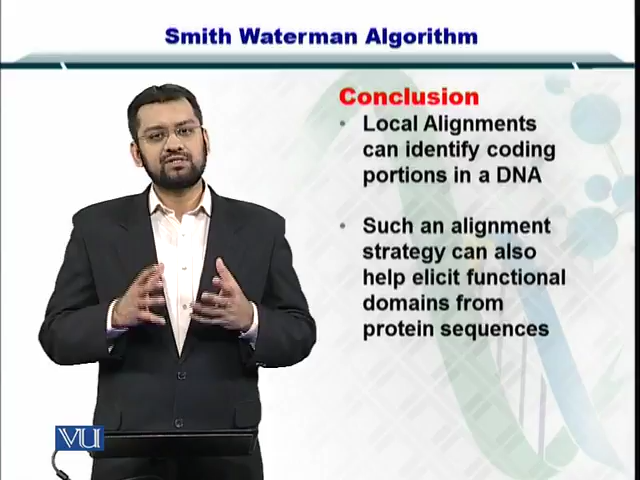 Smith Waterman Algorithm
Conclusion
• Local Alignments
can identify coding
portions in a DNA
• Such an alignment
strategy can also
help elicit functional
domains from
protein sequences
VU